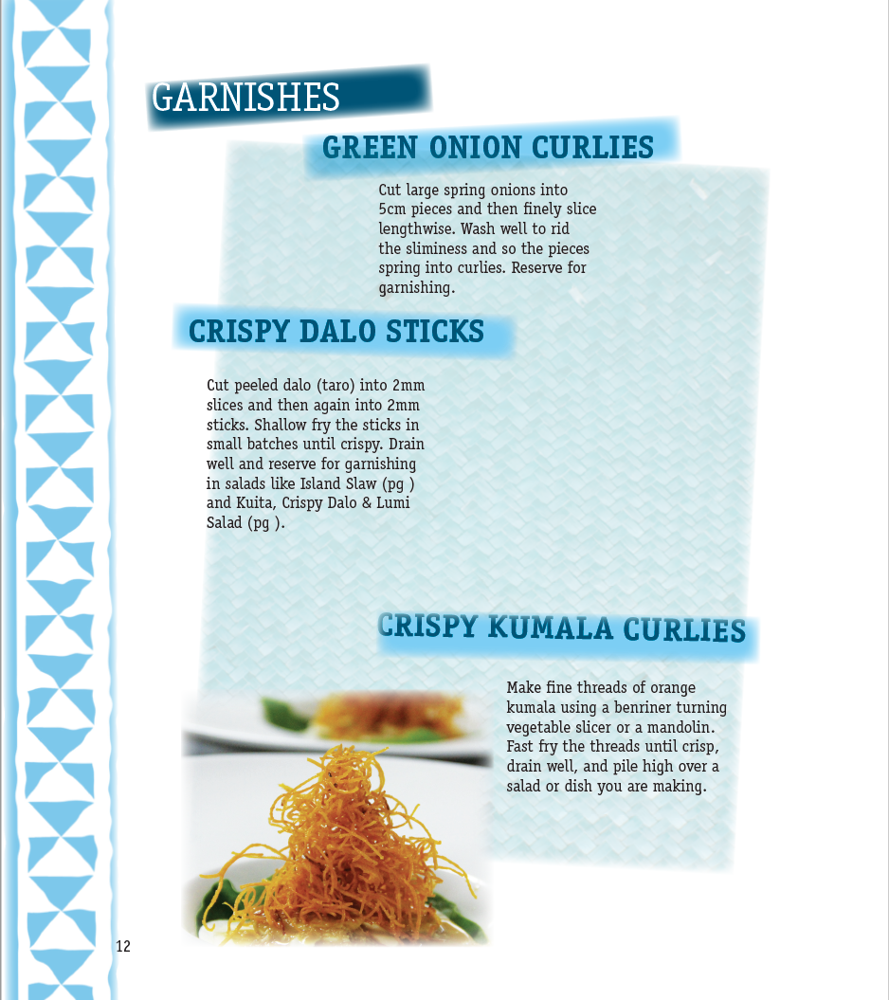 GARNISHES
GREEN ONION CURLIES
Cut large spring onions into
5cm pieces and then finely slice
lengthwise. Wash well to rid
the sliminess and so the pieces
spring into curlies. Reserve for
garnishing.
CRISPY DALO STICKS
Cut peeled dalo (taro) into 2mm
slices and then again into 2mm
sticks. Shallow fry the sticks in
small batches until crispy. Drain
well and reserve for garnishing
in salads like Island Slaw (pg )
and Kuita, Crispy Dalo & Lumi
Salad (pg ).
CRISPY KUMALA CURLIES
Make fine threads of orange
kumala using a benriner turning
vegetable slicer or a mandolin.
Fast fry the threads until crisp,
drain well, and pile high over a
salad or dish you are making.
12